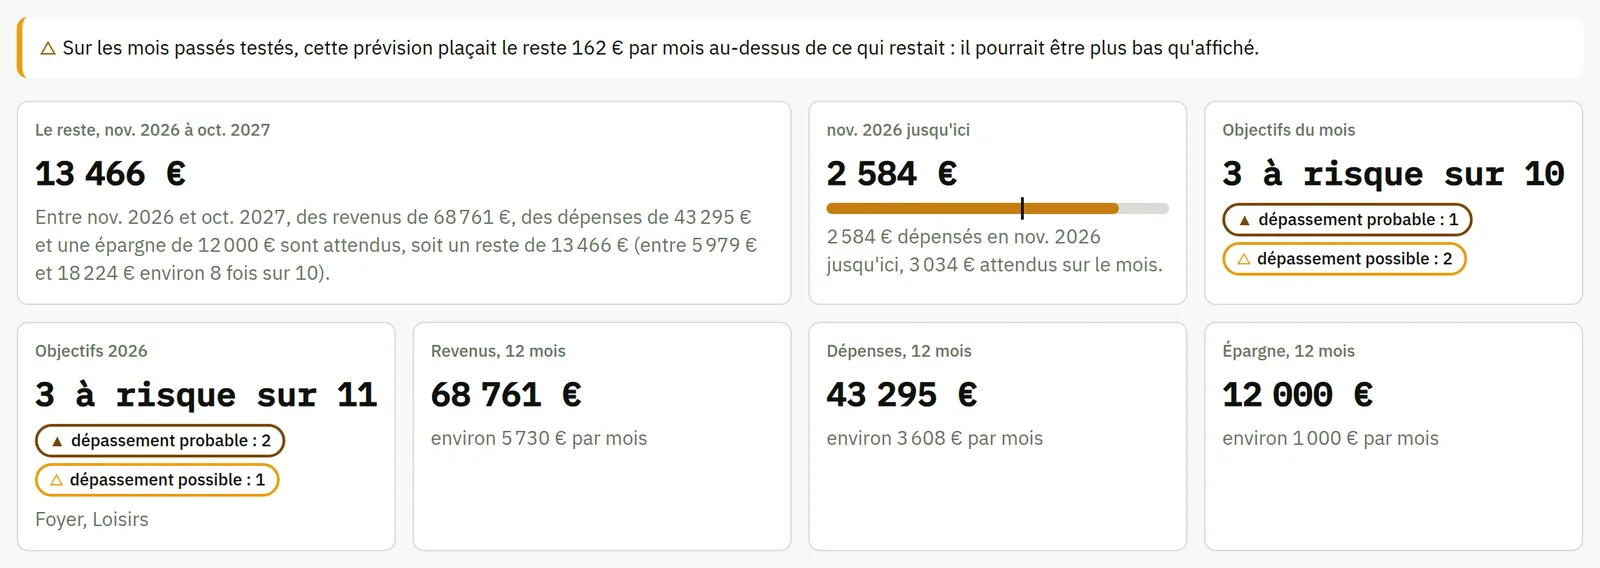 △ Sur les mois passés testés, cette prévision plaçait le reste 162 € par mois au-dessus de ce qui restait : il pourrait être plus bas qu'affiché.
Le reste, nov. 2026 à oct. 2027
13 466 €
Entre nov. 2026 et oct. 2027, des revenus de 68 761 €, des dépenses de 43 295 €
et une épargne de 12 000 € sont attendus, soit un reste de 13 466 € (entre 5 979 €
et 18 224 € environ 8 fois sur 10).
nov. 2026 jusqu'ici
2 584 €
2 584 € dépensés en nov. 2026
jusqu'ici, 3 034 € attendus sur le mois.
Objectifs du mois
3 à risque sur 10
▲ dépassement probable : 1
△ dépassement possible : 2
Objectifs 2026
3 à risque sur 11
▲ dépassement probable : 2
△ dépassement possible : 1
Foyer, Loisirs
Revenus, 12 mois
68 761 €
environ 5 730 € par mois
Dépenses, 12 mois
43 295 €
environ 3 608 € par mois
Épargne, 12 mois
12 000 €
environ 1 000 € par mois